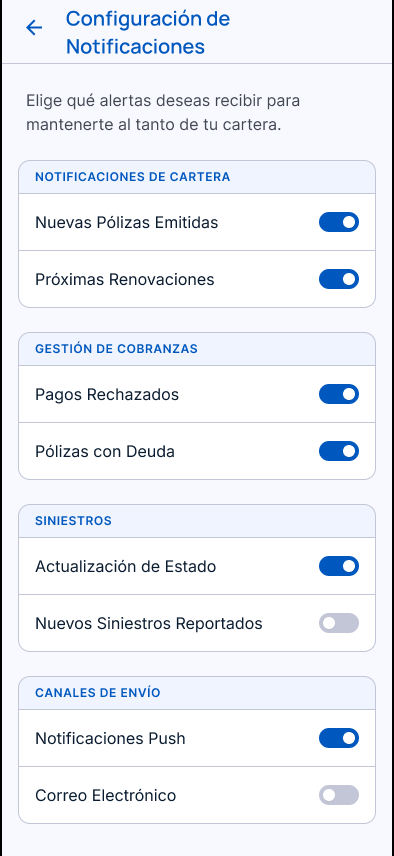 Configuración de
Notificaciones
Elige qué alertas deseas recibir para
mantenerte al tanto de tu cartera.
NOTIFICACIONES DE CARTERA
Nuevas Pólizas Emitidas
Próximas Renovaciones
GESTIÓN DE COBRANZAS
Pagos Rechazados
Pólizas con Deuda
SINIESTROS
Actualización de Estado
Nuevos Siniestros Reportados
CANALES DE ENVÍO
Notificaciones Push
Correo Electrónico